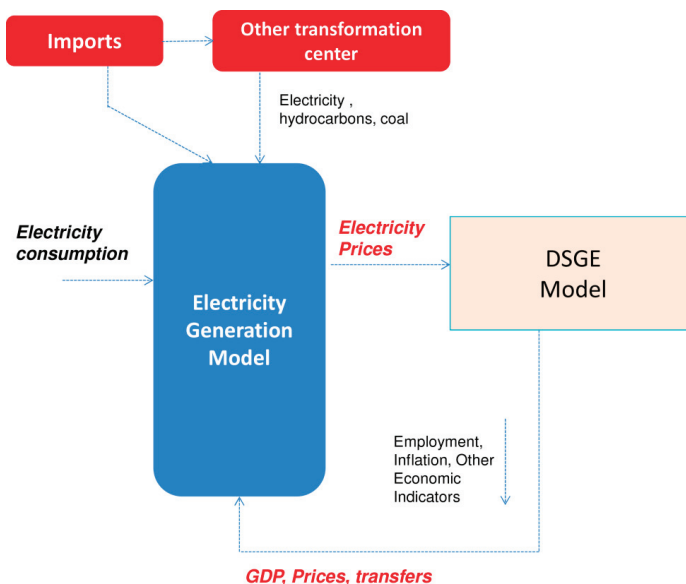 Imports
Other transformation
center
Electricity ,
hydrocarbons, coal
Electricity
consumption
Electricity
Prices
Electricity
Generation
Model
DSGE
Model
Employment,
Inflation, Other
Economic
Indicators
GDP, Prices, transfers